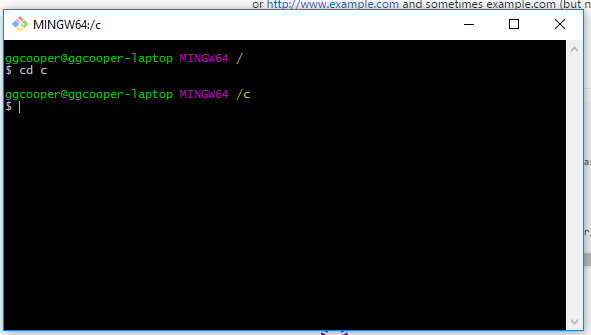 or http://www.example.com and sometimes example.com (but n
MINGW64:/c
ggcooper@ggcooper-laptop MINGW64 /
$ cd c
ggcooper@ggcooper-laptop MINGW64 /c
$